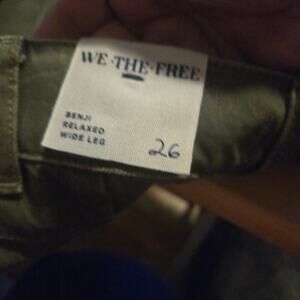 WE·THE·FREE
BENJI
RELAXED
WIDE LEG
26